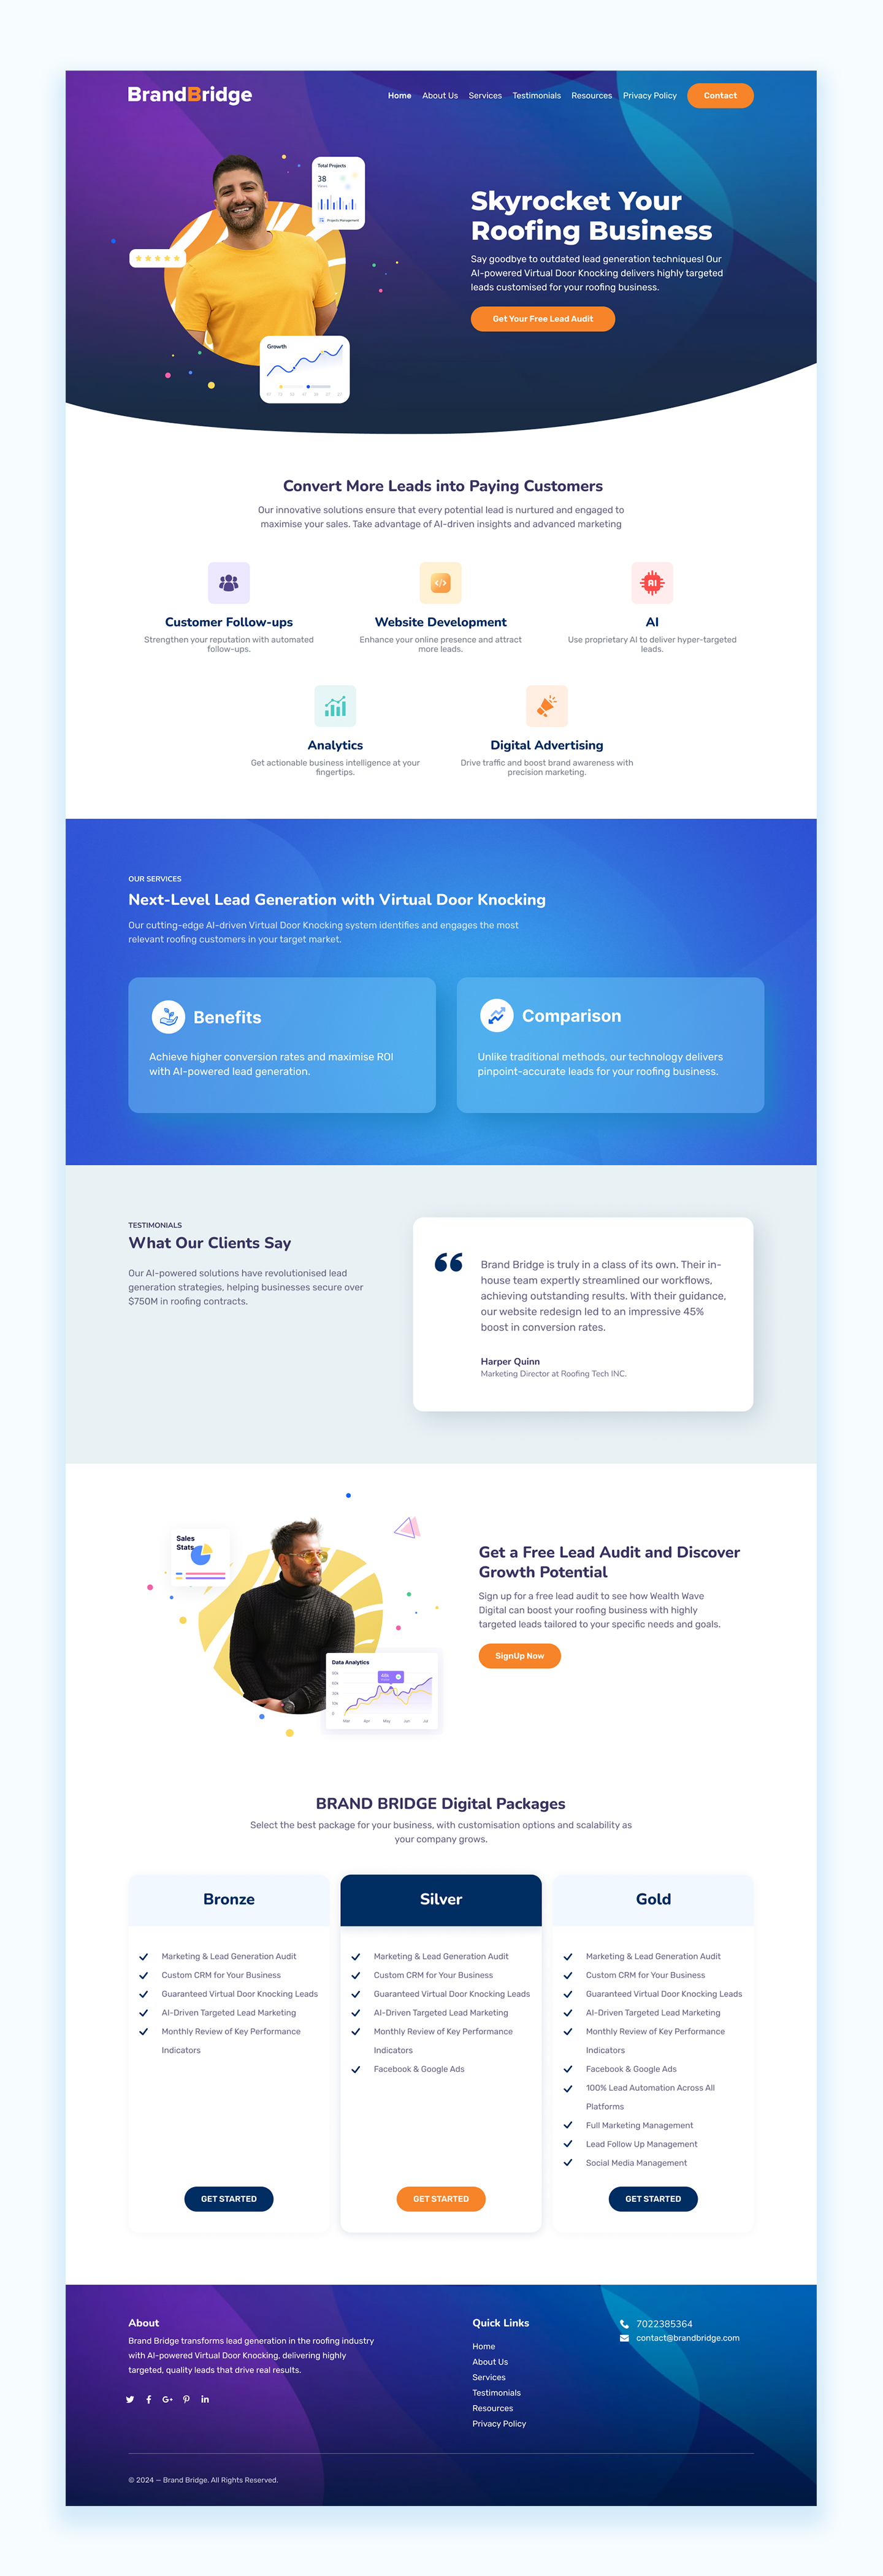 BrandBridge
Home About Us Services Testimonials Resources Privacy Policy Contact
Total Projects
38
Projects Management
Skyrocket Your
Roofing Business
Say goodbye to outdated lead generation techniques! Our
AI-powered Virtual Door Knocking delivers highly targeted
leads customised for your roofing business.
Get Your Free Lead Audit
Growth
Convert More Leads into Paying Customers
Our innovative solutions ensure that every potential lead is nurtured and engaged to
maximise your sales. Take advantage of AI-driven insights and advanced marketing
Customer Follow-ups
Strengthen your reputation with automated
follow-ups.
Website Development
Enhance your online presence and attract
more leads.
AI
AI
Use proprietary AI to deliver hyper-targeted
leads.
Analytics
Get actionable business intelligence at your
fingertips.
Digital Advertising
Drive traffic and boost brand awareness with
precision marketing.
OUR SERVICES
Next-Level Lead Generation with Virtual Door Knocking
Our cutting-edge AI-driven Virtual Door Knocking system identifies and engages the most
relevant roofing customers in your target market.
Benefits
Achieve higher conversion rates and maximise ROI
with AI-powered lead generation.
Comparison
Unlike traditional methods, our technology delivers
pinpoint-accurate leads for your roofing business.
TESTIMONIALS
What Our Clients Say
Our AI-powered solutions have revolutionised lead
generation strategies, helping businesses secure over
$750M in roofing contracts.
Brand Bridge is truly in a class of its own. Their in-
house team expertly streamlined our workflows,
achieving outstanding results. With their guidance,
our website redesign led to an impressive 45%
boost in conversion rates.
Harper Quinn
Marketing Director at Roofing Tech INC.
Sales
Stats
Data Analytics
Mar Apr May Jun Jul
Get a Free Lead Audit and Discover
Growth Potential
Sign up for a free lead audit to see how Wealth Wave
Digital can boost your roofing business with highly
targeted leads tailored to your specific needs and goals.
SignUp Now
BRAND BRIDGE Digital Packages
Select the best package for your business, with customisation options and scalability as
your company grows.
Bronze
Marketing & Lead Generation Audit
Custom CRM for Your Business
Guaranteed Virtual Door Knocking Leads
AI-Driven Targeted Lead Marketing
Monthly Review of Key Performance
Indicators
GET STARTED
Silver
Marketing & Lead Generation Audit
Custom CRM for Your Business
Guaranteed Virtual Door Knocking Leads
AI-Driven Targeted Lead Marketing
Monthly Review of Key Performance
Indicators
Facebook & Google Ads
GET STARTED
Gold
Marketing & Lead Generation Audit
Custom CRM for Your Business
Guaranteed Virtual Door Knocking Leads
AI-Driven Targeted Lead Marketing
Monthly Review of Key Performance
Indicators
Facebook & Google Ads
100% Lead Automation Across All
Platforms
Full Marketing Management
Lead Follow Up Management
Social Media Management
GET STARTED
About
Brand Bridge transforms lead generation in the roofing industry
with AI-powered Virtual Door Knocking, delivering highly
targeted, quality leads that drive real results.
Quick Links
Home
About Us
Services
Testimonials
Resources
Privacy Policy
7022385364
contact@brandbridge.com
© 2024 — Brand Bridge. All Rights Reserved.